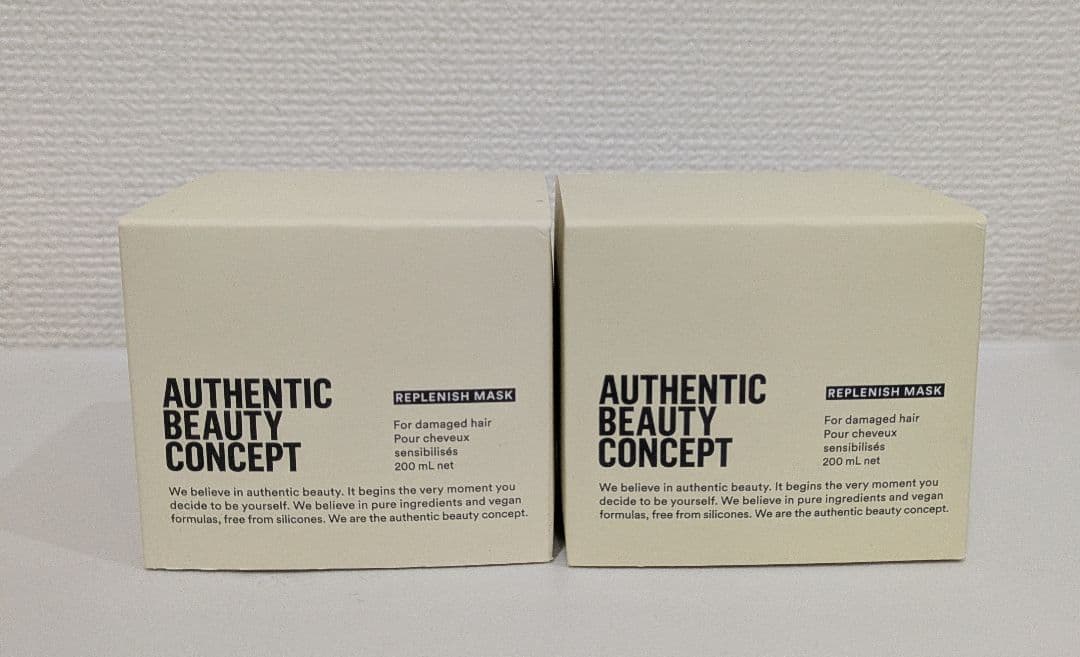 AUTHENTIC
BEAUTY
CONCEPT
REPLENISH MASK
For damaged hair
Pour cheveux
sensibilisés
200 mL net
We believe in authentic beauty. It begins the very moment you
decide to be yourself. We believe in pure ingredients and vegan
formulas, free from silicones. We are the authentic beauty concept.
AUTHENTIC
BEAUTY
CONCEPT
REPLENISH MASK
For damaged hair
Pour cheveux
sensibilisés
200 mL net
We believe in authentic beauty. It begins the very moment you
decide to be yourself. We believe in pure ingredients and vegan
formulas, free from silicones. We are the authentic beauty concept.